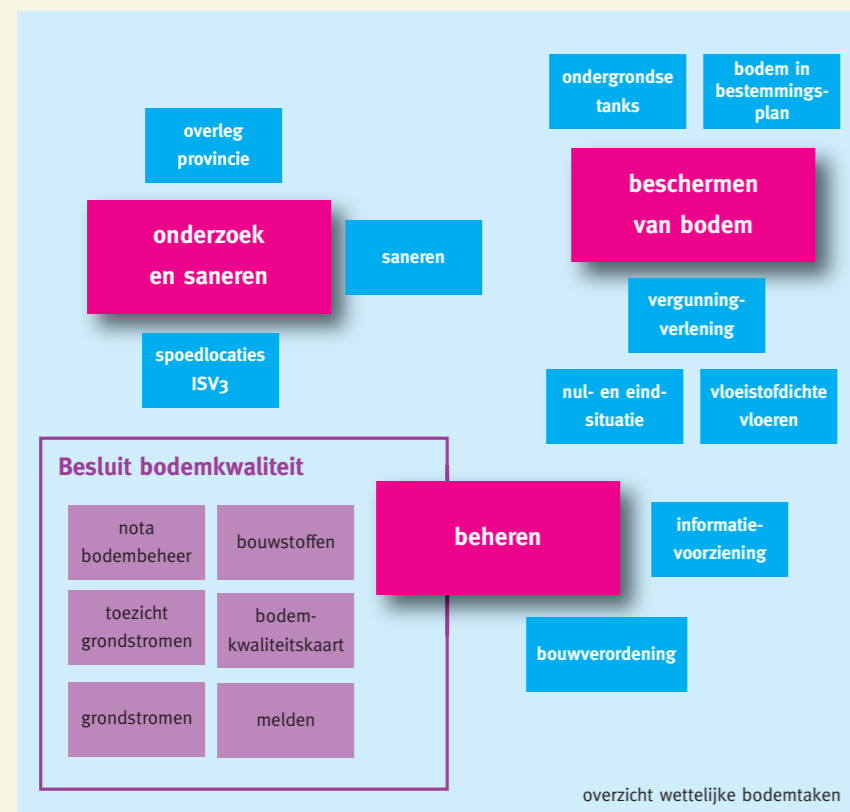 overleg
provincie
onderzoek
en saneren
saneren
spoedlocaties
ISV3
ondergrondse
tanks
bodem in
bestemmings-
plan
beschermen
van bodem
vergunning-
verlening
nul- en eind-
situatie
vloeistofdichte
vloeren
Besluit bodemkwaliteit
nota
bodembeheer
bouwstoffen
toezicht
grondstromen
bodem-
kwaliteitskaart
grondstromen
melden
beheren
informatie-
voorziening
bouwverordening
overzicht wettelijke bodemtaken